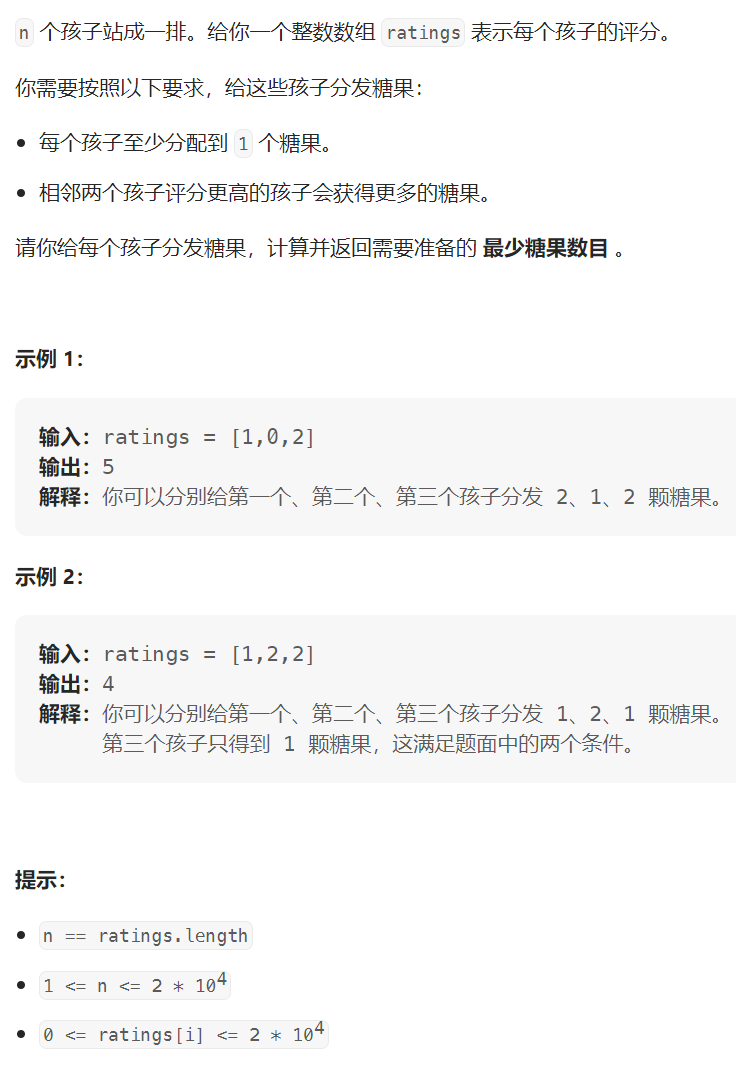 n 个孩子站成一排。给你一个整数数组 ratings 表示每个孩子的评分。
你需要按照以下要求，给这些孩子分发糖果：
• 每个孩子至少分配到 1 个糖果。
• 相邻两个孩子评分更高的孩子会获得更多的糖果。
请你给每个孩子分发糖果，计算并返回需要准备的 最少糖果数目 。
示例 1：
输入：ratings = [1,0,2]
输出：5
解释：你可以分别给第一个、第二个、第三个孩子分发 2、1、2 颗糖果。
示例 2：
输入：ratings = [1,2,2]
输出：4
解释：你可以分别给第一个、第二个、第三个孩子分发 1、2、1 颗糖果。
第三个孩子只得到 1 颗糖果，这满足题面中的两个条件。
提示：
• n == ratings.length
• 1 <= n <= 2 * 10⁴
• 0 <= ratings[i] <= 2 * 10⁴